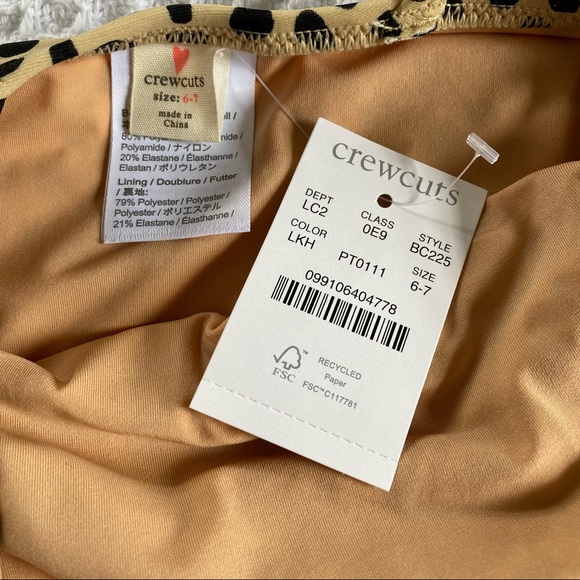 crewcuts
size: 6-7
made in
China
80%
Polyamide / ナイロン
20% Elastane / Élasthanne /
Elastan / ポリウレタン
Lining / Doublure / Futter
/ 裏地:
79% Polyester / Polyester
/ Polyester / ポリエステル
21% Elastane / Élasthanne /
crewcuts
DEPT CLASS STYLE
LC2 0E9 BC225
COLOR SIZE
LKH PT0111 6-7
099106404778
FSC
RECYCLED
Paper
FSC™C117781